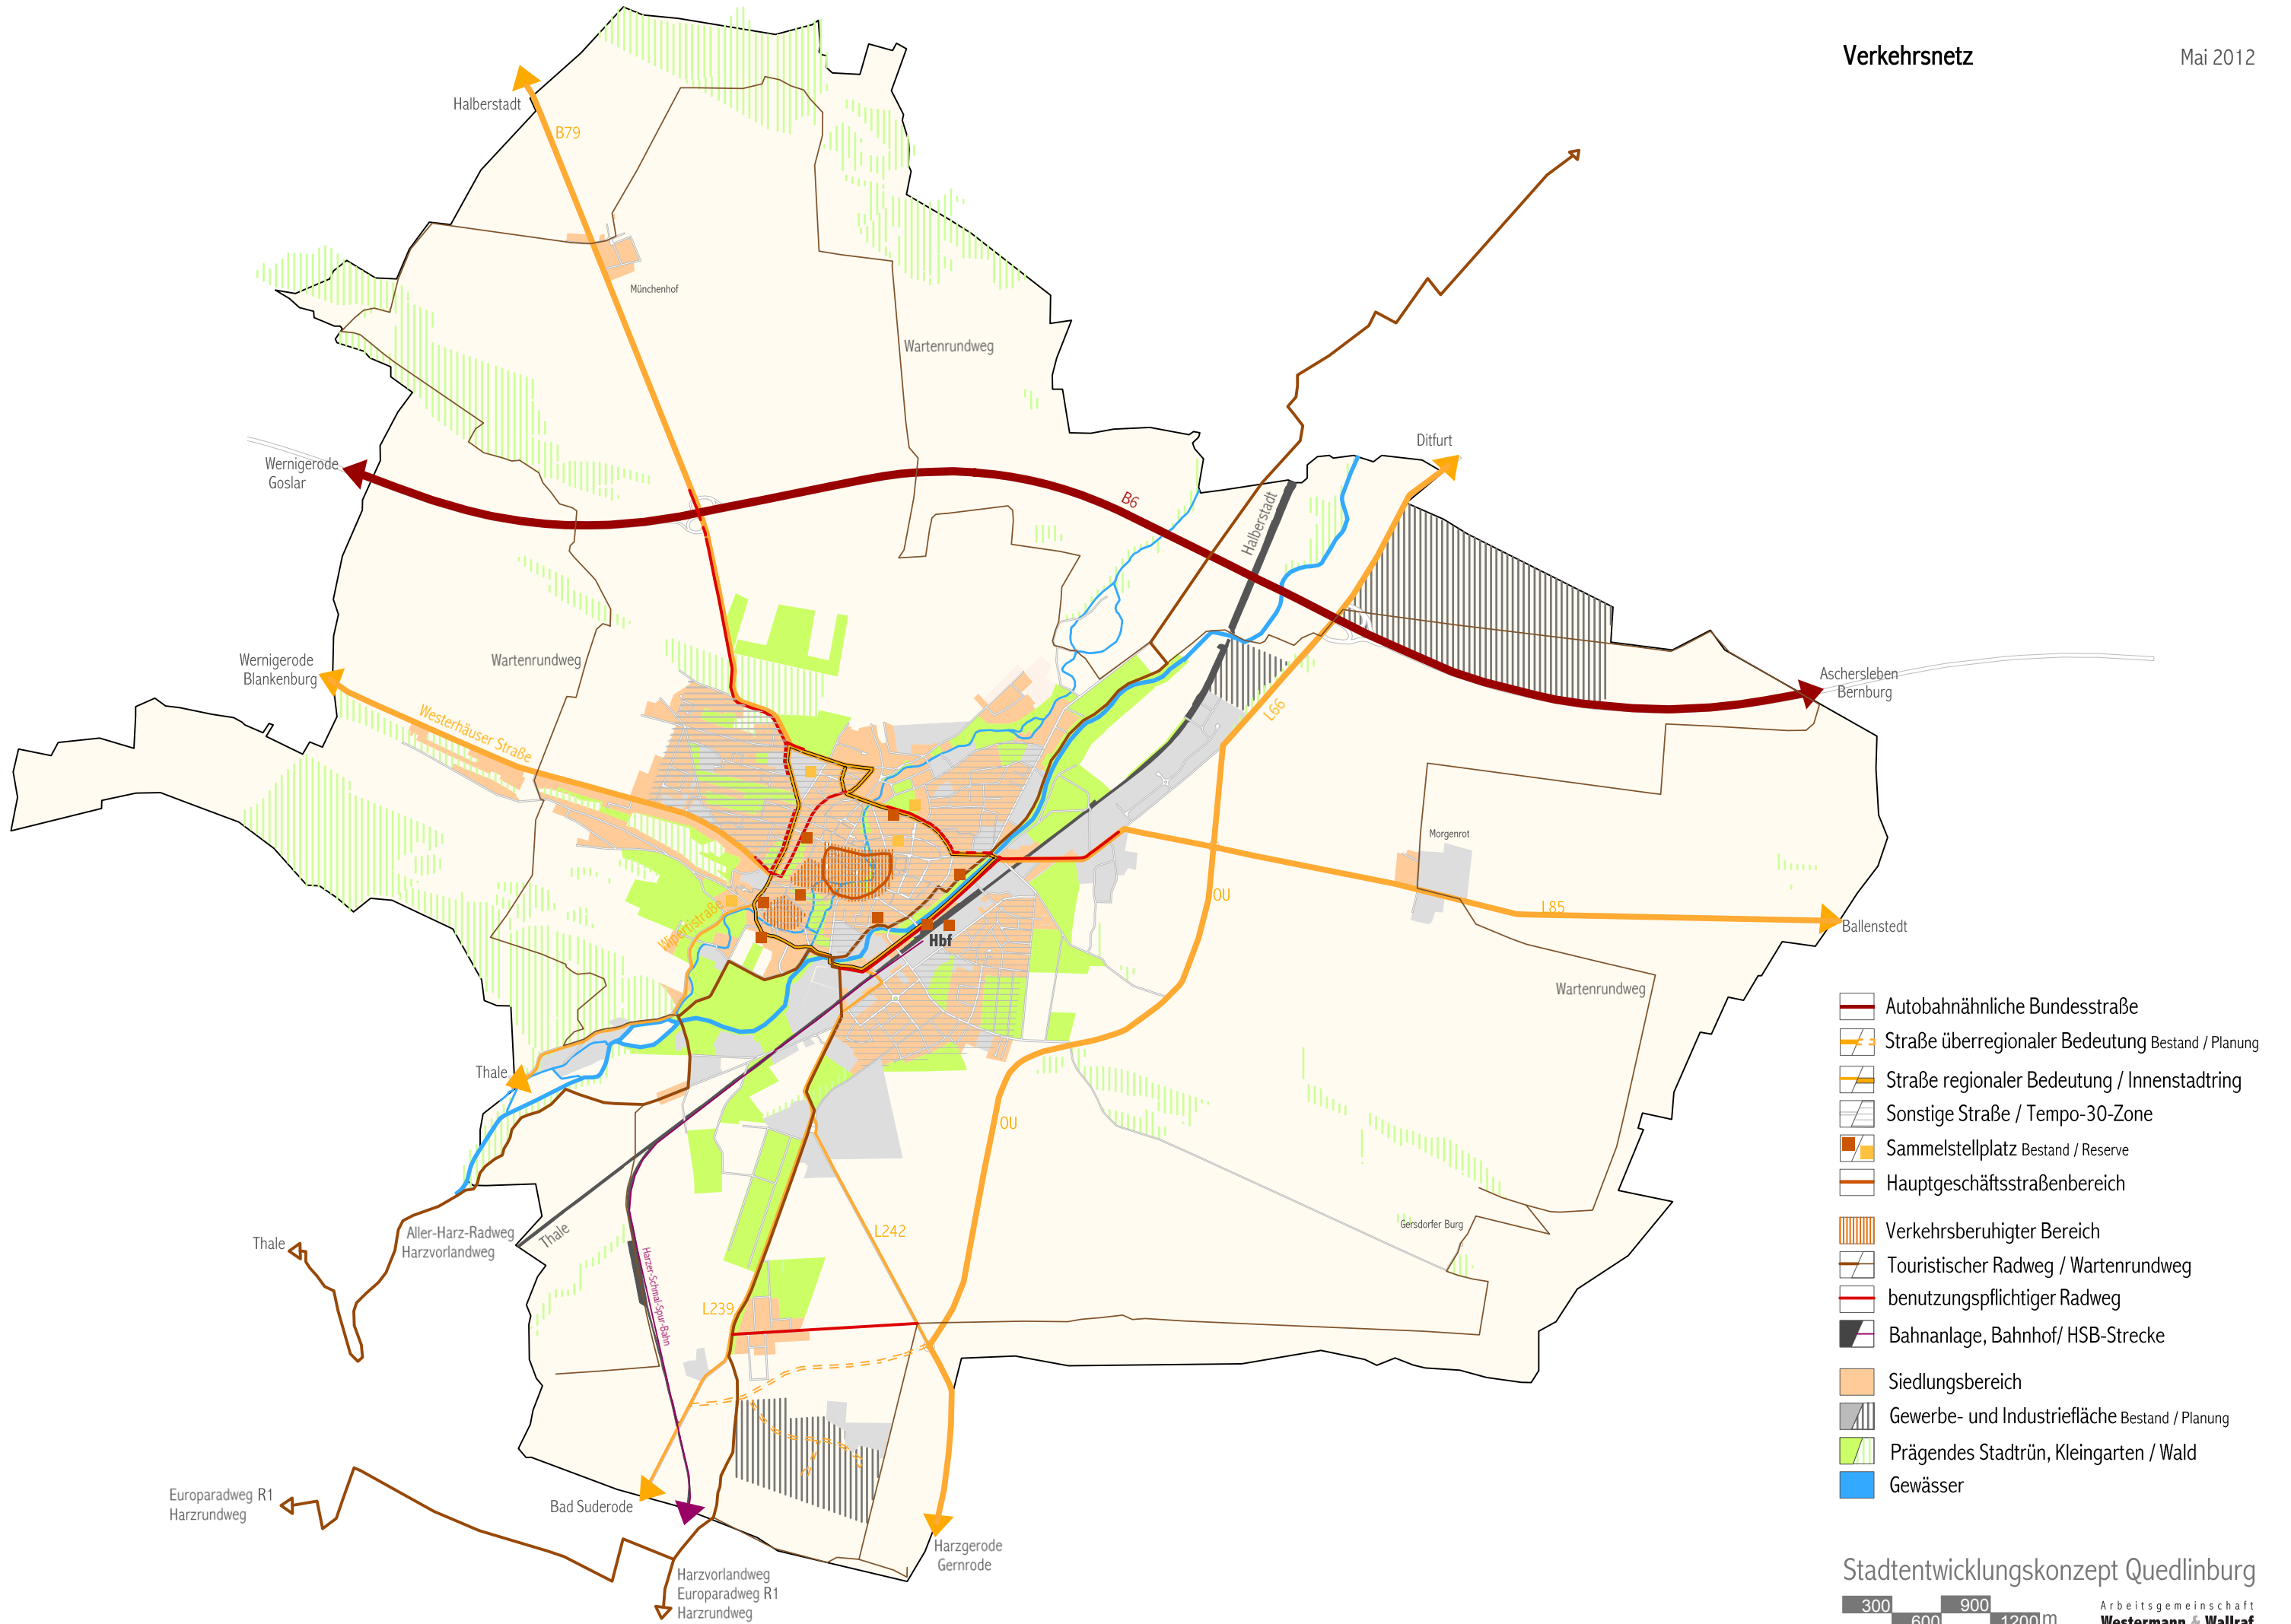 Verkehrsnetz Mai 2012
Halberstadt
B79
Münchenhof
Wartenrundweg
Ditfurt
Wernigerode
Goslar
B6
Halberstadt
Wernigerode
Blankenburg
Wartenrundweg
Aschersleben
Bernburg
Westerhäuser Straße
L66
Morgenrot
OU
L85
Ballenstedt
Wipertistraße
Hbf
Wartenrundweg
Thale
OU
Aller-Harz-Radweg
Harzvorlandweg
Thale
Thale
L242
Gersdorfer Burg
Harzer-Schmal-Spur-Bahn
L239
Bad Suderode
Europaradweg R1
Harzrundweg
Harzgerode
Gernrode
Harzvorlandweg
Europaradweg R1
Harzrundweg
Autobahnähnliche Bundesstraße
Straße überregionaler Bedeutung Bestand / Planung
Straße regionaler Bedeutung / Innenstadtring
Sonstige Straße / Tempo-30-Zone
Sammelstellplatz Bestand / Reserve
Hauptgeschäftsstraßenbereich
Verkehrsberuhigter Bereich
Touristischer Radweg / Wartenrundweg
benutzungspflichtiger Radweg
Bahnanlage, Bahnhof/ HSB-Strecke
Siedlungsbereich
Gewerbe- und Industriefläche Bestand / Planung
Prägendes Stadtrün, Kleingarten / Wald
Gewässer
Stadtentwicklungskonzept Quedlinburg
300 900
600 1200 m
Arbeitsgemeinschaft
Westermann & Wallraf